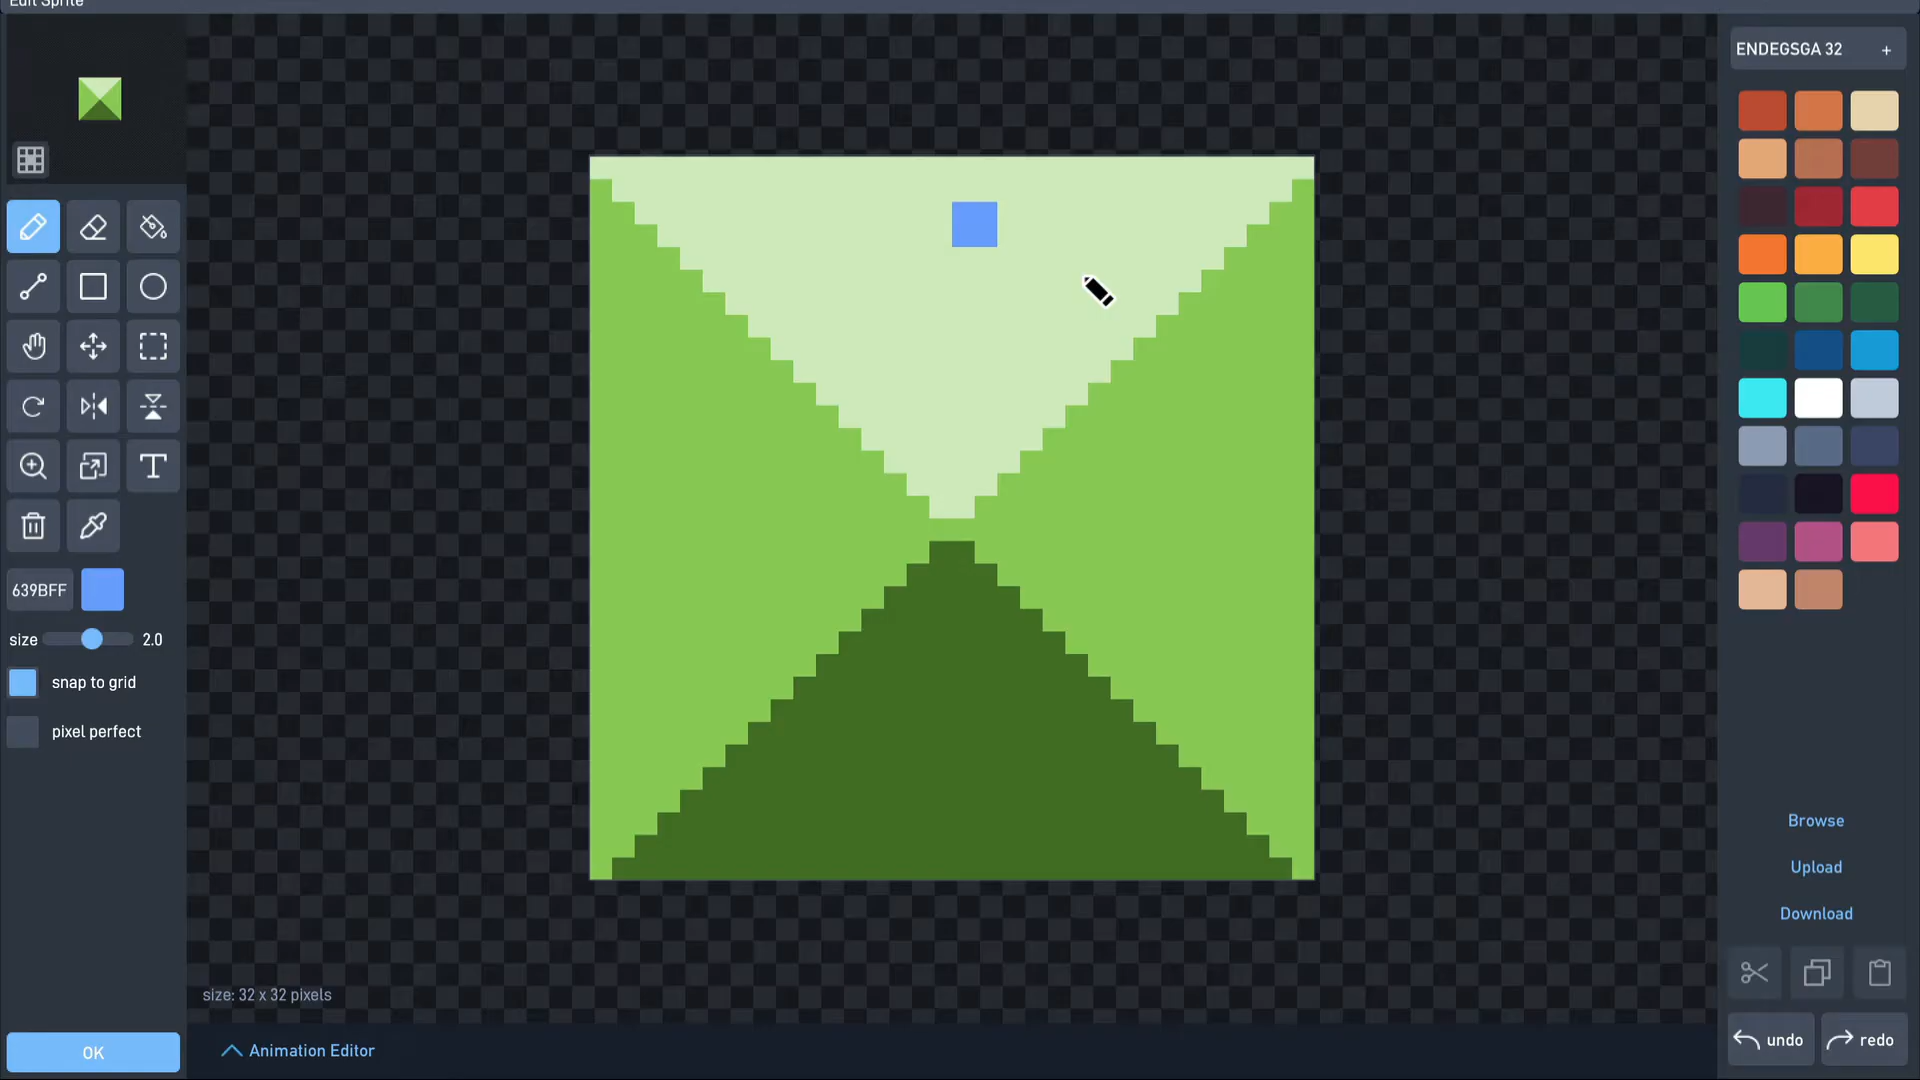 Edit Sprite
ENDEGSGA 32 +
639BFF
size 2.0
snap to grid
pixel perfect
Browse
Upload
Download
size: 32 x 32 pixels
undo redo
OK
Animation Editor